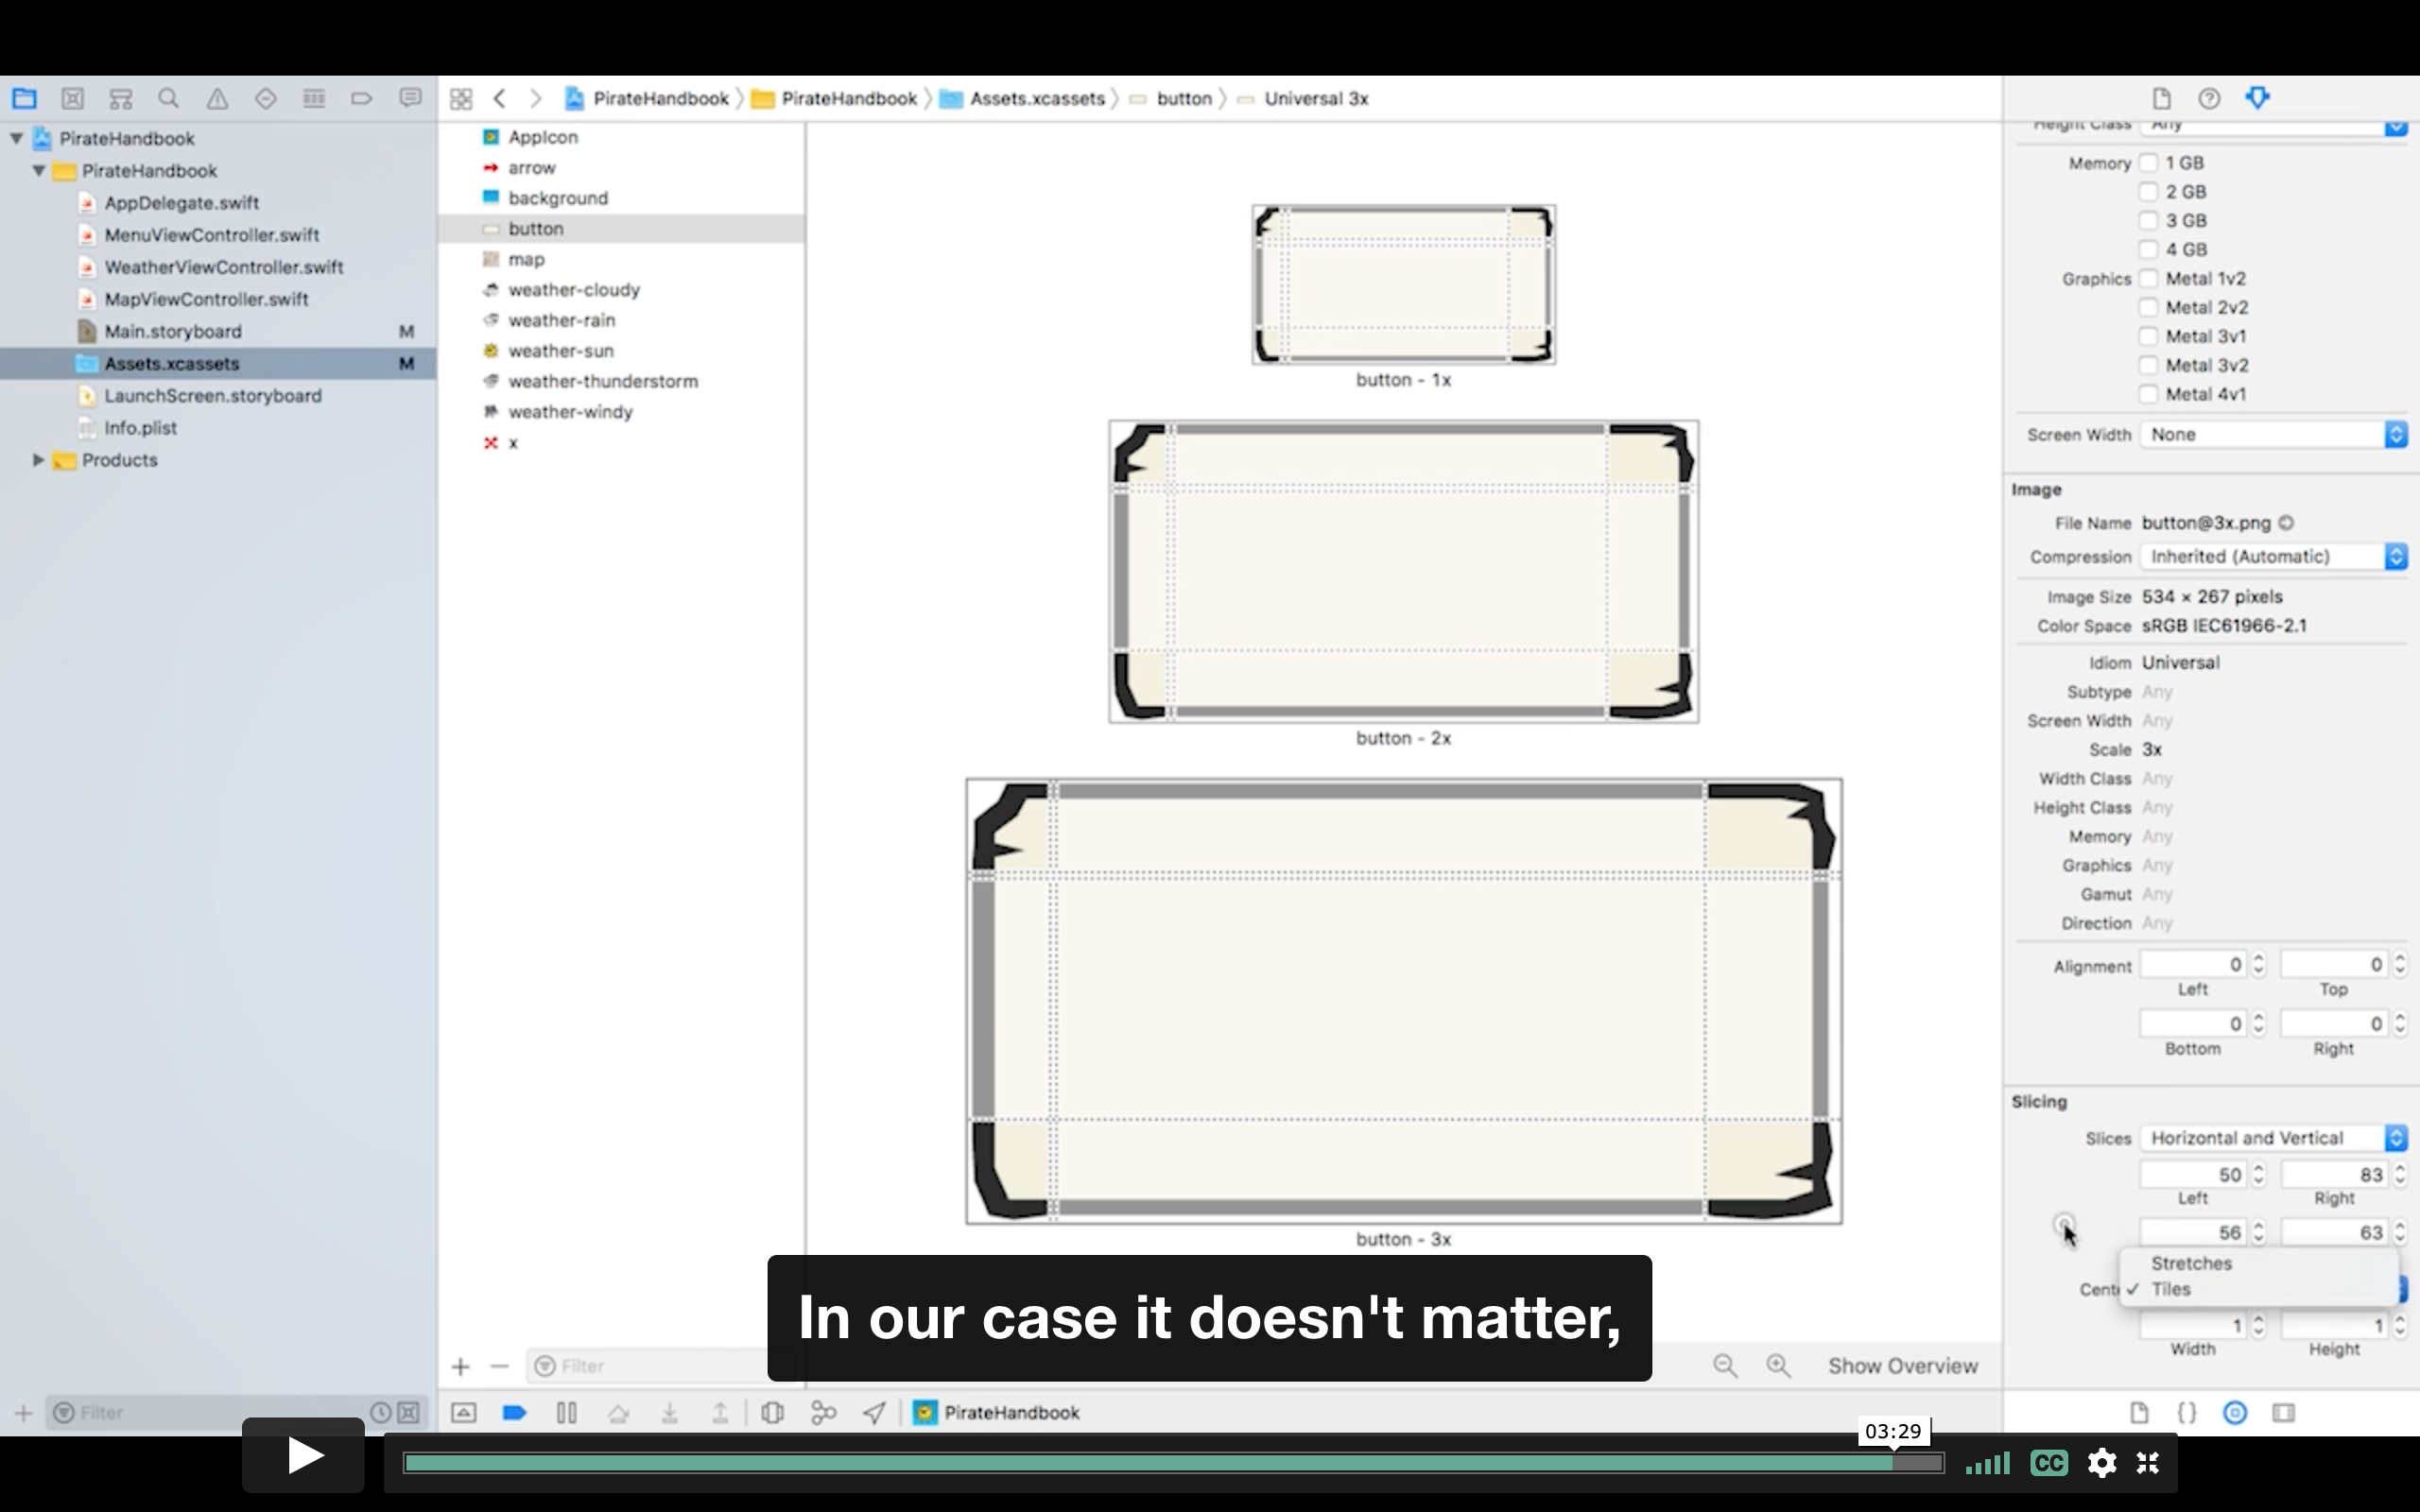 PirateHandbook
PirateHandbook
AppDelegate.swift
MenuViewController.swift
WeatherViewController.swift
MapViewController.swift
Main.storyboard M
Assets.xcassets M
LaunchScreen.storyboard
Info.plist
Products
Filter
PirateHandbook PirateHandbook Assets.xcassets button Universal 3x
AppIcon
arrow
background
button
map
weather-cloudy
weather-rain
weather-sun
weather-thunderstorm
weather-windy
x
button - 1x
button - 2x
button - 3x
In our case it doesn't matter,
Filter
Show Overview
PirateHandbook
Height Class Any
Memory 1 GB
2 GB
3 GB
4 GB
Graphics Metal 1v2
Metal 2v2
Metal 3v1
Metal 3v2
Metal 4v1
Screen Width None
Image
File Name button@3x.png
Compression Inherited (Automatic)
Image Size 534 × 267 pixels
Color Space sRGB IEC61966-2.1
Idiom Universal
Subtype Any
Screen Width Any
Scale 3x
Width Class Any
Height Class Any
Memory Any
Graphics Any
Gamut Any
Direction Any
Alignment 0 0
Left Top
0 0
Bottom Right
Slicing
Slices Horizontal and Vertical
50 83
Left Right
56 63
Stretches
Cent ✓ Tiles
1 1
Width Height
03:29
CC